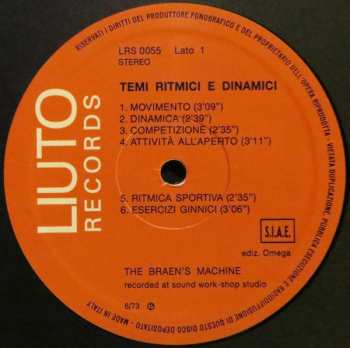 RISERVATI I DIRITTI DEL PRODUTTORE FONOGRAFICO E DEL PROPRIETARIO DELL'OPERA RIPRODOTTA - VIETATA DUPLICAZIONE, PUBBLICA ESECUZIONE E RADIODIFFUSIONE DI QUESTO DISCO DEPOSITATO - MADE IN ITALY
LRS 0055 Lato 1
STEREO
TEMI RITMICI E DINAMICI
1. MOVIMENTO (3'09")
2. DINAMICA (2'39)
3. COMPETIZIONE (2'35)
4. ATTIVITÀ ALL'APERTO (3'11")
5. RITMICA SPORTIVA (2'35")
6. ESERCIZI GINNICI (3'06")
LIUTO
RECORDS
S.I.A.E.
ediz. Omega
THE BRAEN'S MACHINE
recorded at sound work-shop studio
6/73